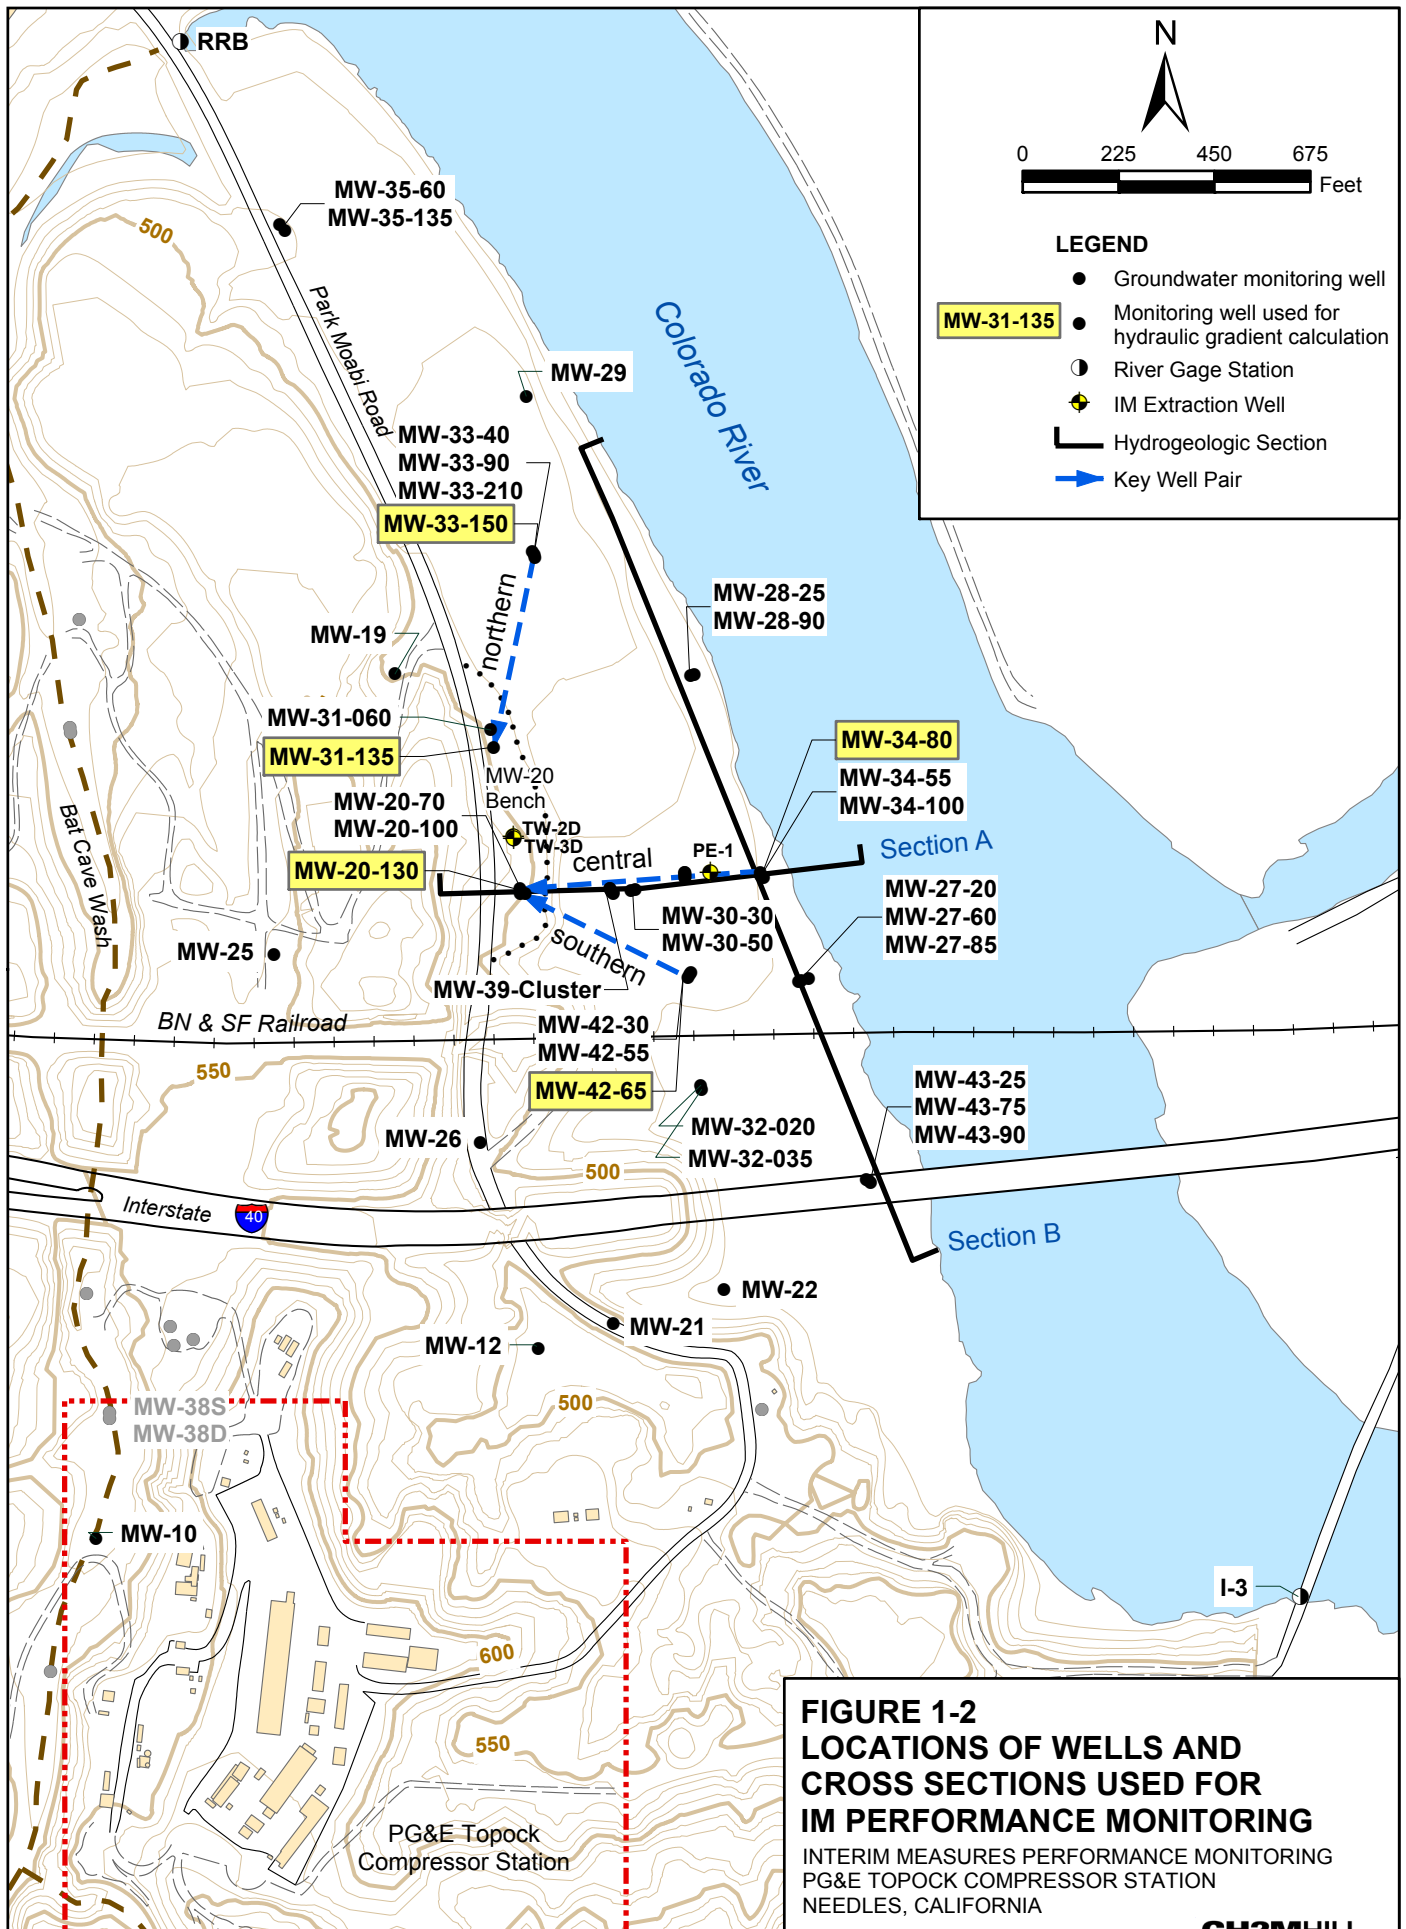 RRB
N
0 225 450 675
Feet
LEGEND
Groundwater monitoring well
MW-31-135
Monitoring well used for
hydraulic gradient calculation
River Gage Station
IM Extraction Well
Hydrogeologic Section
Key Well Pair
MW-35-60
MW-35-135
500
Park Moabi Road
Colorado River
MW-29
MW-33-40
MW-33-90
MW-33-210
MW-33-150
northern
MW-28-25
MW-28-90
MW-19
MW-31-060
MW-31-135
MW-34-80
MW-34-55
MW-34-100
MW-20
Bench
MW-20-70
MW-20-100
TW-2D
TW-3D
MW-20-130
central
PE-1
Section A
Bat Cave Wash
MW-27-20
MW-27-60
MW-27-85
MW-30-30
MW-30-50
southern
MW-25
MW-39-Cluster
BN & SF Railroad
MW-42-30
MW-42-55
MW-42-65
550
MW-43-25
MW-43-75
MW-43-90
MW-32-020
MW-32-035
MW-26
500
Interstate
40
Section B
MW-22
MW-21
MW-12
MW-38S
MW-38D
500
MW-10
I-3
600
550
PG&E Topock
Compressor Station
FIGURE 1-2
LOCATIONS OF WELLS AND
CROSS SECTIONS USED FOR
IM PERFORMANCE MONITORING
INTERIM MEASURES PERFORMANCE MONITORING
PG&E TOPOCK COMPRESSOR STATION
NEEDLES, CALIFORNIA
CH2MHILL